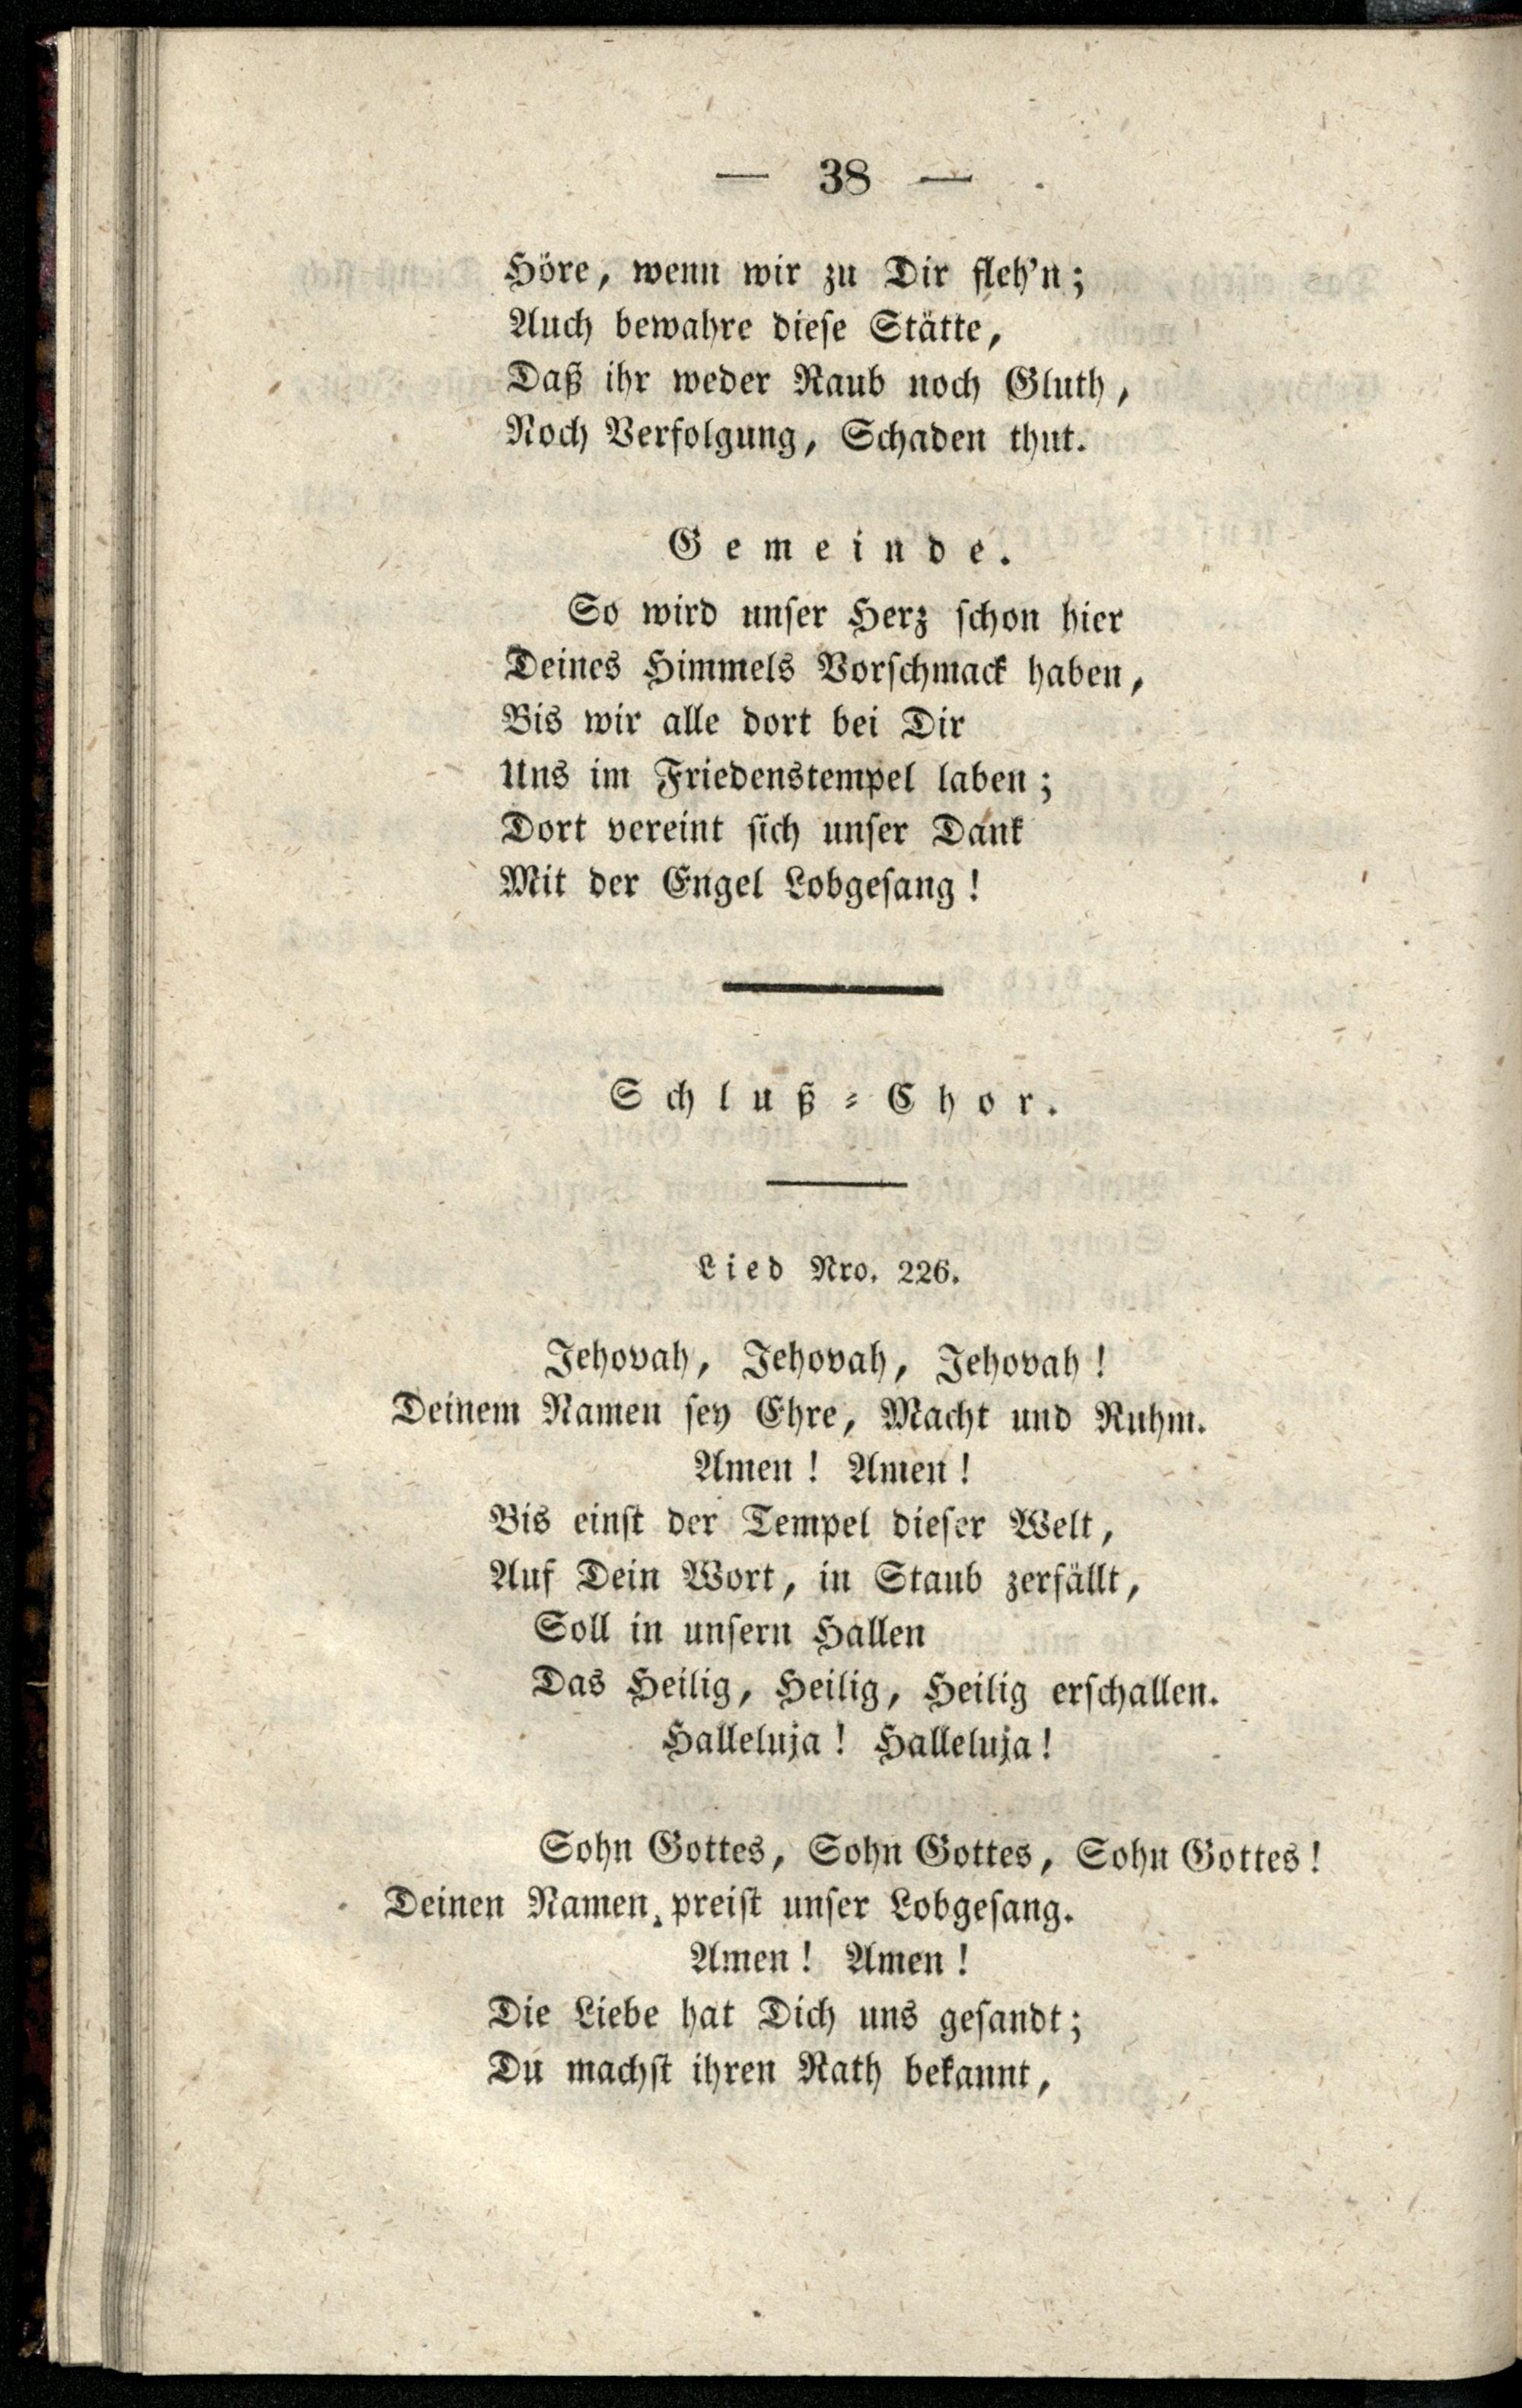 — 38 —
Höre, wenn wir zu Dir fleh'n;
Auch bewahre diese Stätte,
Daß ihr weder Raub noch Gluth,
Noch Verfolgung, Schaden thut.
Gemeinde.
So wird unser Herz schon hier
Deines Himmels Vorschmack haben,
Bis wir alle dort bei Dir
Uns im Friedenstempel laben;
Dort vereint sich unser Dank
Mit der Engel Lobgesang!
Schluß-Chor.
Lied Nro. 226.
Jehovah, Jehovah, Jehovah!
Deinem Namen sey Ehre, Macht und Ruhm.
Amen! Amen!
Bis einst der Tempel dieser Welt,
Auf Dein Wort, in Staub zerfällt,
Soll in unsern Hallen
Das Heilig, Heilig, Heilig erschallen.
Halleluja! Halleluja!
Sohn Gottes, Sohn Gottes, Sohn Gottes!
Deinen Namen preist unser Lobgesang.
Amen! Amen!
Die Liebe hat Dich uns gesandt;
Du machst ihren Rath bekannt,